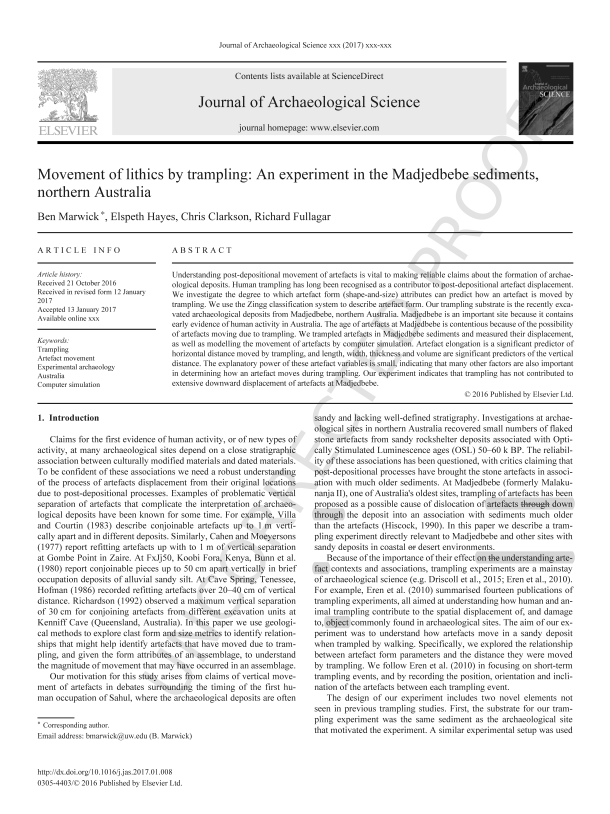 Journal of Archaeological Science xxx (2017) xxx-xxx
Contents lists available at ScienceDirect
Journal of Archaeological Science
journal homepage: www.elsevier.com
ELSEVIER
Journal of
Archaeological
SCIENCE
Movement of lithics by trampling: An experiment in the Madjedbebe sediments,
northern Australia
Ben Marwick*, Elspeth Hayes, Chris Clarkson, Richard Fullagar
ARTICLE INFO
Article history:
Received 21 October 2016
Received in revised form 12 January
2017
Accepted 13 January 2017
Available online xxx
Keywords:
Trampling
Artefact movement
Experimental archaeology
Australia
Computer simulation
ABSTRACT
Understanding post-depositional movement of artefacts is vital to making reliable claims about the formation of archae-
ological deposits. Human trampling has long been recognised as a contributor to post-depositional artefact displacement.
We investigate the degree to which artefact form (shape-and-size) attributes can predict how an artefact is moved by
trampling. We use the Zingg classification system to describe artefact form. Our trampling substrate is the recently exca-
vated archaeological deposits from Madjedbebe, northern Australia. Madjedbebe is an important site because it contains
early evidence of human activity in Australia. The age of artefacts at Madjedbebe is contentious because of the possibility
of artefacts moving due to trampling. We trampled artefacts in Madjedbebe sediments and measured their displacement,
as well as modelling the movement of artefacts by computer simulation. Artefact elongation is a significant predictor of
horizontal distance moved by trampling, and length, width, thickness and volume are significant predictors of the vertical
distance. The explanatory power of these artefact variables is small, indicating that many other factors are also important
in determining how an artefact moves during trampling. Our experiment indicates that trampling has not contributed to
extensive downward displacement of artefacts at Madjedbebe.
© 2016 Published by Elsevier Ltd.
1. Introduction
Claims for the first evidence of human activity, or of new types of
activity, at many archaeological sites depend on a close stratigraphic
association between culturally modified materials and dated materials.
To be confident of these associations we need a robust understanding
of the process of artefacts displacement from their original locations
due to post-depositional processes. Examples of problematic vertical
separation of artefacts that complicate the interpretation of archaeo-
logical deposits have been known for some time. For example, Villa
and Courtin (1983) describe conjoinable artefacts up to 1 m verti-
cally apart and in different deposits. Similarly, Cahen and Moeyersons
(1977) report refitting artefacts up with to 1 m of vertical separation
at Gombe Point in Zaire. At FxJj50, Koobi Fora, Kenya, Bunn et al.
(1980) report conjoinable pieces up to 50 cm apart vertically in brief
occupation deposits of alluvial sandy silt. At Cave Spring, Tenessee,
Hofman (1986) recorded refitting artefacts over 20–40 cm of vertical
distance. Richardson (1992) observed a maximum vertical separation
of 30 cm for conjoining artefacts from different excavation units at
Kenniff Cave (Queensland, Australia). In this paper we use geologi-
cal methods to explore clast form and size metrics to identify relation-
ships that might help identify artefacts that have moved due to tram-
pling, and given the form attributes of an assemblage, to understand
the magnitude of movement that may have occurred in an assemblage.
Our motivation for this study arises from claims of vertical move-
ment of artefacts in debates surrounding the timing of the first hu-
man occupation of Sahul, where the archaeological deposits are often
sandy and lacking well-defined stratigraphy. Investigations at archae-
ological sites in northern Australia recovered small numbers of flaked
stone artefacts from sandy rockshelter deposits associated with Opti-
cally Stimulated Luminescence ages (OSL) 50–60 k BP. The reliabil-
ity of these associations has been questioned, with critics claiming that
post-depositional processes have brought the stone artefacts in associ-
ation with much older sediments. At Madjedbebe (formerly Malaku-
nanja II), one of Australia's oldest sites, trampling of artefacts has been
proposed as a possible cause of dislocation of artefacts through down
through the deposit into an association with sediments much older
than the artefacts (Hiscock, 1990). In this paper we describe a tram-
pling experiment directly relevant to Madjedbebe and other sites with
sandy deposits in coastal or desert environments.
Because of the importance of their effect on the understanding arte-
fact contexts and associations, trampling experiments are a mainstay
of archaeological science (e.g. Driscoll et al., 2015; Eren et al., 2010).
For example, Eren et al. (2010) summarised fourteen publications of
trampling experiments, all aimed at understanding how human and an-
imal trampling contribute to the spatial displacement of, and damage
to, object commonly found in archaeological sites. The aim of our ex-
periment was to understand how artefacts move in a sandy deposit
when trampled by walking. Specifically, we explored the relationship
between artefact form parameters and the distance they were moved
by trampling. We follow Eren et al. (2010) in focusing on short-term
trampling events, and by recording the position, orientation and incli-
nation of the artefacts between each trampling event.
The design of our experiment includes two novel elements not
seen in previous trampling studies. First, the substrate for our tram-
pling experiment was the same sediment as the archaeological site
that motivated the experiment. A similar experimental setup was used
* Corresponding author.
Email address: bmarwick@uw.edu (B. Marwick)
http://dx.doi.org/10.1016/j.jas.2017.01.008
0305-4403/© 2016 Published by Elsevier Ltd.
UNCORRECTED PROOF